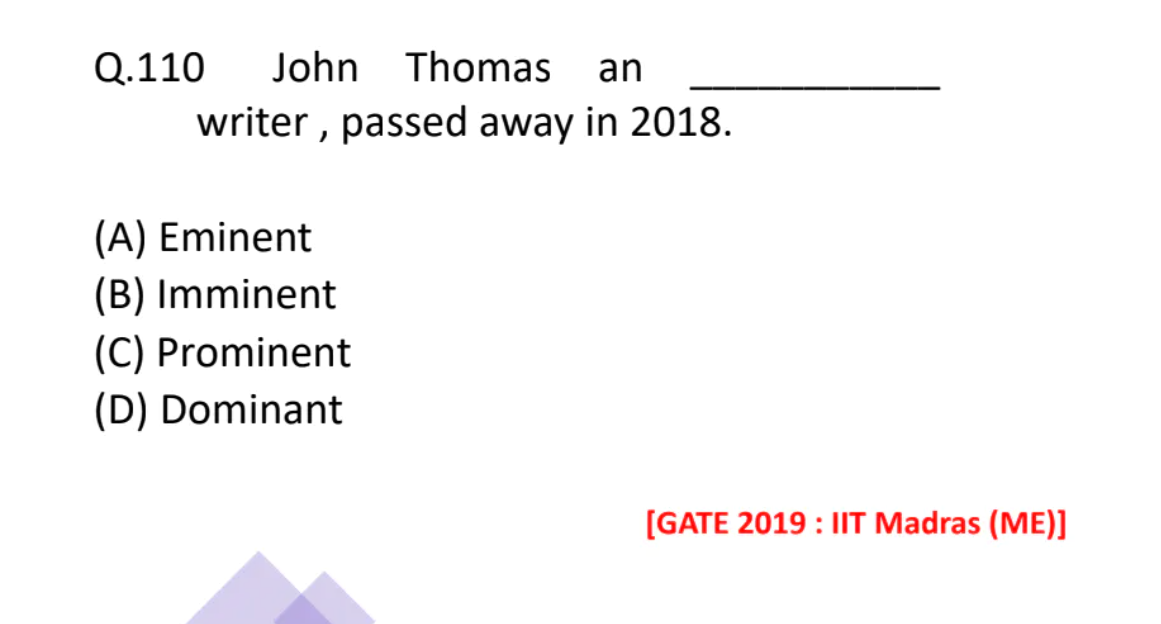 Q.110 John Thomas an ___________
writer , passed away in 2018.
(A) Eminent
(B) Imminent
(C) Prominent
(D) Dominant
[GATE 2019 : IIT Madras (ME)]